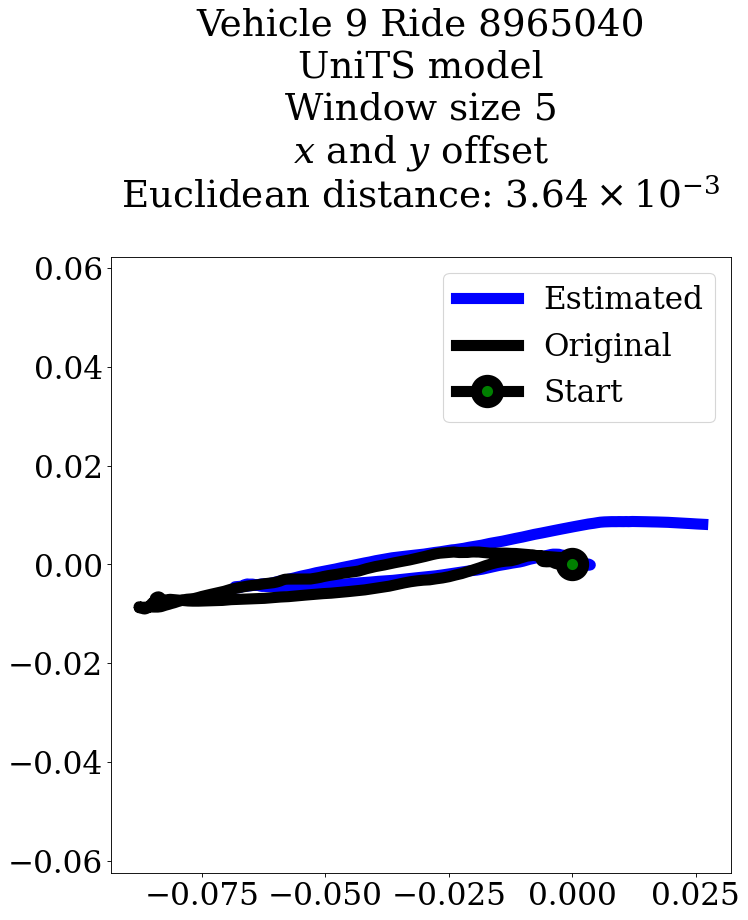 Vehicle 9 Ride 8965040
UniTS model
Window size 5
x and y offset
Euclidean distance: 3.64 × 10⁻³
Estimated
Original
Start
0.06
0.04
0.02
0.00
−0.02
−0.04
−0.06
−0.075 −0.050 −0.025 0.000 0.025